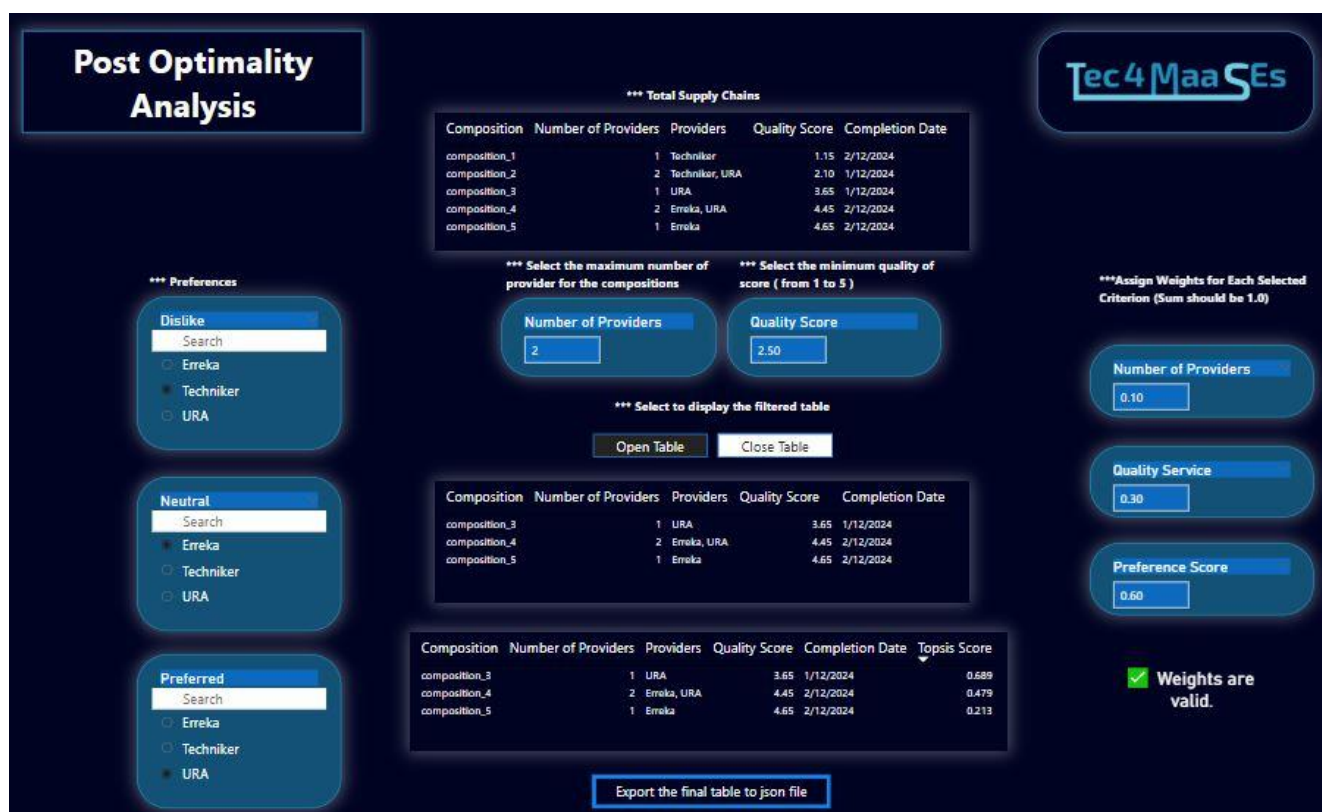 Post Optimality
Analysis
Tec4MaaSEs
*** Total Supply Chains
Composition Number of Providers Providers Quality Score Completion Date
composition_1 1 Techniker 1.15 2/12/2024
composition_2 2 Techniker, URA 2.10 1/12/2024
composition_3 1 URA 3.65 1/12/2024
composition_4 2 Erreka, URA 4.45 2/12/2024
composition_5 1 Erreka 4.65 2/12/2024
*** Preferences
Dislike
Search
Erreka
Techniker
URA
Neutral
Search
Erreka
Techniker
URA
Preferred
Search
Erreka
Techniker
URA
*** Select the maximum number of
provider for the compositions
Number of Providers
2
*** Select the minimum quality of
score ( from 1 to 5 )
Quality Score
2.50
*** Select to display the filtered table
Open Table Close Table
Composition Number of Providers Providers Quality Score Completion Date
composition_3 1 URA 3.65 1/12/2024
composition_4 2 Erreka, URA 4.45 2/12/2024
composition_5 1 Erreka 4.65 2/12/2024
Composition Number of Providers Providers Quality Score Completion Date Topsis Score
composition_3 1 URA 3.65 1/12/2024 0.689
composition_4 2 Erreka, URA 4.45 2/12/2024 0.479
composition_5 1 Erreka 4.65 2/12/2024 0.213
Export the final table to json file
***Assign Weights for Each Selected
Criterion (Sum should be 1.0)
Number of Providers
0.10
Quality Service
0.30
Preference Score
0.60
Weights are
valid.